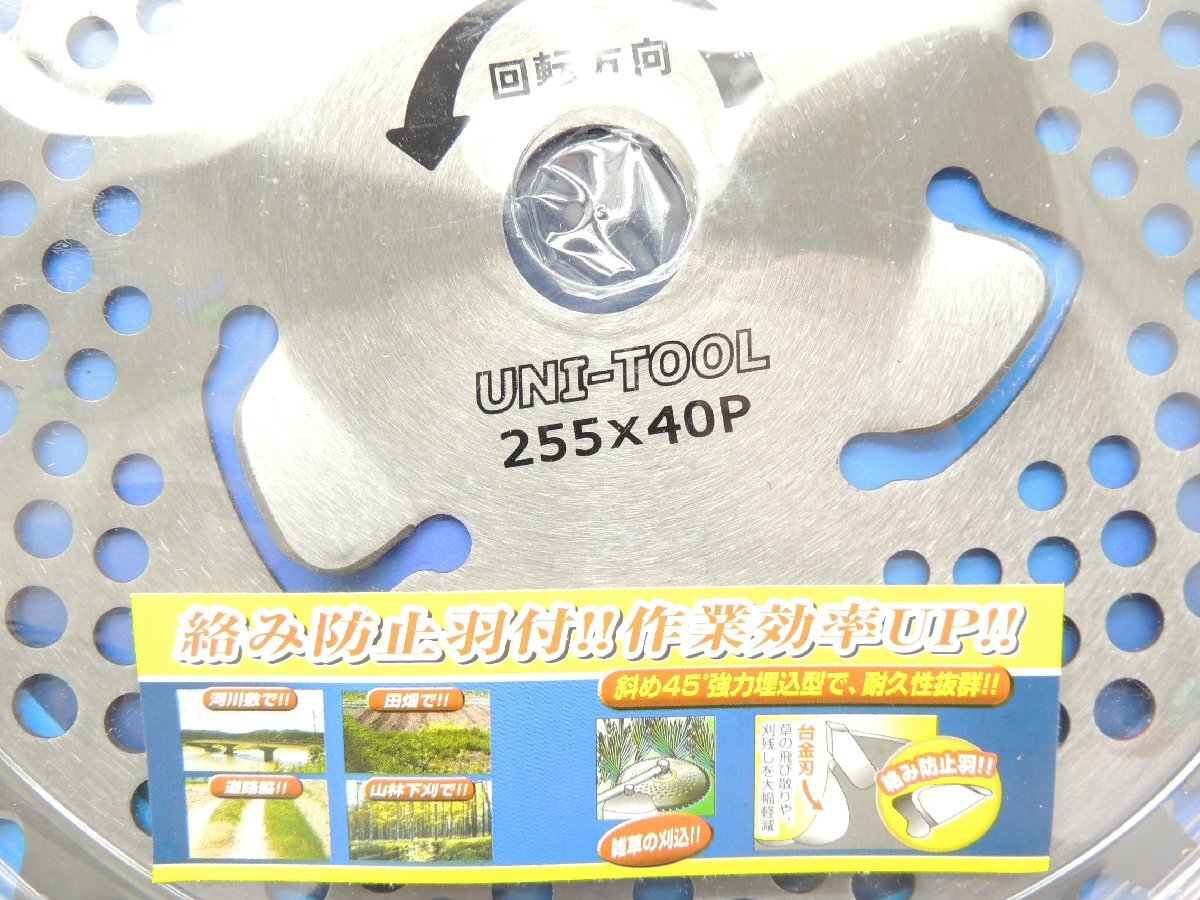 回転方向
UNI-TOOL
255×40P
絡み防止羽付!!作業効率UP!!
河川敷で!!
田畑で!!
道路脇!!
山林下刈で!!
斜め45°強力埋込型で、耐久性抜群!!
雑草の刈込!!
台金刃
草の飛び散りや、
刈残しを大幅軽減
絡み防止羽!!